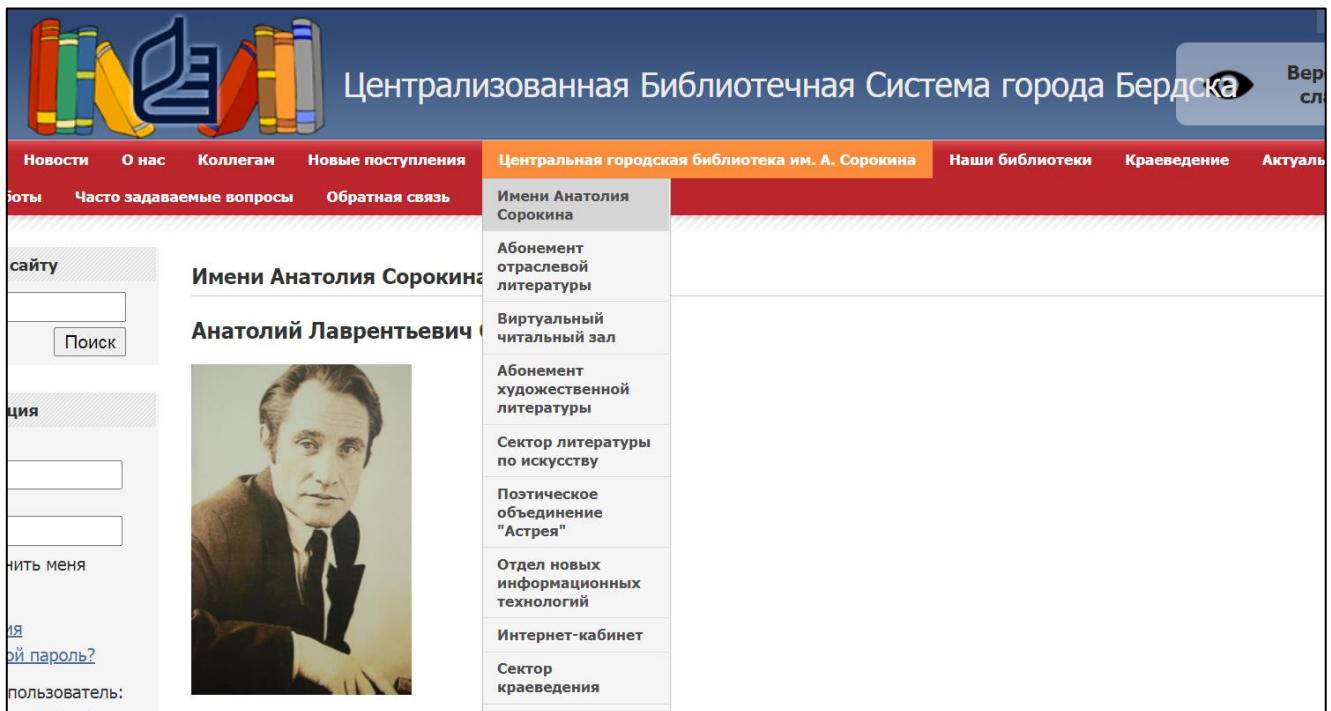 Централизованная Библиотечная Система города Бердска
Новости О нас Коллегам Новые поступления Центральная городская библиотека им. А. Сорокина Наши библиотеки Краеведение
Часто задаваемые вопросы Обратная связь
Имени Анатолия
Сорокина
Абонемент
отраслевой
литературы
Виртуальный
читальный зал
Абонемент
художественной
литературы
Сектор литературы
по искусству
Поэтическое
объединение
"Астрея"
Отдел новых
информационных
технологий
Интернет-кабинет
Сектор
краеведения
сайту
Поиск
меня
пароль?
пользователь:
Имени Анатолия Сорокина
Анатолий Лаврентьевич